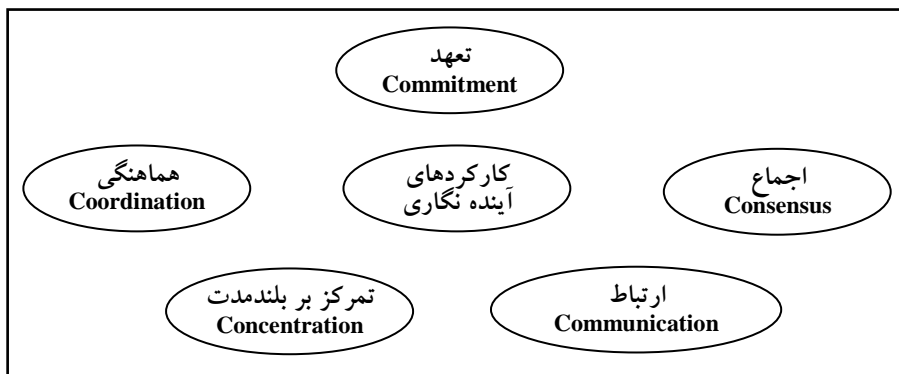 تعهد
Commitment
هماهنگی
Coordination
کارکردهای
آینده نگاری
اجماع
Consensus
تمرکز بر بلندمدت
Concentration
ارتباط
Communication